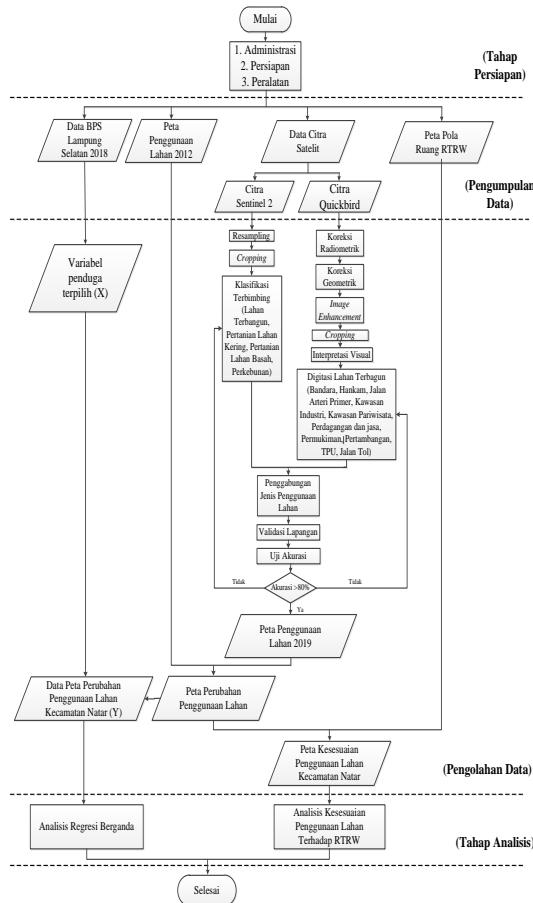 Mulai
1. Administrasi
2. Persiapan
3. Peralatan
(Tahap
Persiapan)
Data BPS
Lampung
Selatan 2018
Peta
Penggunaan
Lahan 2012
Data Citra
Satelit
Peta Pola
Ruang RTRW
Citra
Sentinel 2
Citra
Quickbird
(Pengumpulan
Data)
Variabel
penduga
terpilih (X)
Resampling
Cropping
Klasifikasi
Terbimbing
(Lahan
Terbangun,
Pertanian Lahan
Kering, Pertanian
Lahan Basah,
Perkebunan)
Koreksi
Radiometrik
Koreksi
Geometrik
Image
Enhancement
Cropping
Interpretasi Visual
Digitasi Lahan Terbagun
(Bandara, Hankam, Jalan
Arteri Primer, Kawasan
Industri, Kawasan Pariwisata,
Perdagangan dan jasa,
Permukiman, Pertambangan,
TPU, Jalan Tol)
Penggabungan
Jenis Penggunaan
Lahan
Validasi Lapangan
Uji Akurasi
Tidak
Akurasi >80%
Tidak
Ya
Peta Penggunaan
Lahan 2019
Data Peta Perubahan
Penggunaan Lahan
Kecamatan Natar (Y)
Peta Perubahan
Penggunaan Lahan
Peta Kesesuaian
Penggunaan Lahan
Kecamatan Natar
(Pengolahan Data)
Analisis Regresi Berganda
Analisis Kesesuaian
Penggunaan Lahan
Terhadap RTRW
(Tahap Analisis)
Selesai